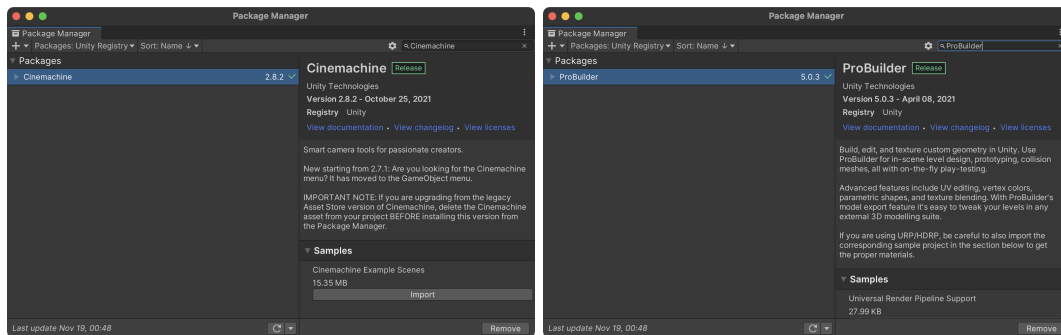 Package Manager
Package Manager
Packages: Unity Registry Sort: Name ↓
Cinemachine
Packages
Cinemachine 2.8.2
Cinemachine Release
Unity Technologies
Version 2.8.2 - October 25, 2021
Registry Unity
View documentation • View changelog • View licenses
Smart camera tools for passionate creators.
New starting from 2.7.1: Are you looking for the Cinemachine
menu? It has moved to the GameObject menu.
IMPORTANT NOTE: If you are upgrading from the legacy
Asset Store version of Cinemachine, delete the Cinemachine
asset from your project BEFORE installing this version from
the Package Manager.
Samples
Cinemachine Example Scenes
15.35 MB
Import
Last update Nov 19, 00:48
Remove
Package Manager
Package Manager
Packages: Unity Registry Sort: Name ↓
ProBuilder
Packages
ProBuilder 5.0.3
ProBuilder Release
Unity Technologies
Version 5.0.3 - April 08, 2021
Registry Unity
View documentation • View changelog • View licenses
Build, edit, and texture custom geometry in Unity. Use
ProBuilder for in-scene level design, prototyping, collision
meshes, all with on-the-fly play-testing.
Advanced features include UV editing, vertex colors,
parametric shapes, and texture blending. With ProBuilder's
model export feature it's easy to tweak your levels in any
external 3D modelling suite.
If you are using URP/HDRP, be careful to also import the
corresponding sample project in the section below to get
the proper materials.
Samples
Universal Render Pipeline Support
27.99 KB
Last update Nov 19, 00:48
Remove